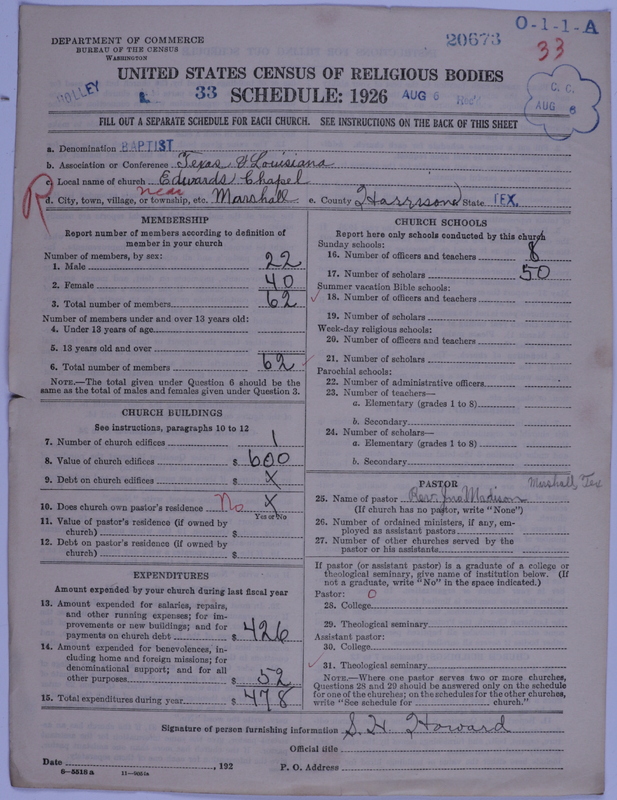 O-1-1-A
DEPARTMENT OF COMMERCE
BUREAU OF THE CENSUS
WASHINGTON
20673
33
UNITED STATES CENSUS OF RELIGIOUS BODIES
HOLLEY 1 33 SCHEDULE: 1926 AUG 6 Rec'd
C. C.
AUG 6
FILL OUT A SEPARATE SCHEDULE FOR EACH CHURCH. SEE INSTRUCTIONS ON THE BACK OF THIS SHEET
a. Denomination BAPTIST
b. Association or Conference Texas & Louisiana
c. Local name of church Edwards Chapel
R
near
d. City, town, village, or township, etc. Marshall e. County Harrsson State TEX.
MEMBERSHIP
Report number of members according to definition of
member in your church
Number of members, by sex:
1. Male 22
2. Female 40
3. Total number of members 62
Number of members under and over 13 years old:
4. Under 13 years of age
5. 13 years old and over
6. Total number of members 62
NOTE.—The total given under Question 6 should be the
same as the total of males and females given under Question 3.
CHURCH BUILDINGS
See instructions, paragraphs 10 to 12
7. Number of church edifices 1
8. Value of church edifices $ 600
9. Debt on church edifices $ X
10. Does church own pastor's residence No X
Yes or No
11. Value of pastor's residence (if owned by
church) $
12. Debt on pastor's residence (if owned by
church) $
EXPENDITURES
Amount expended by your church during last fiscal year
13. Amount expended for salaries, repairs,
and other running expenses; for im-
provements or new buildings; and for
payments on church debt $ 426
14. Amount expended for benevolences, in-
cluding home and foreign missions; for
denominational support; and for all
other purposes $ 52
15. Total expenditures during year $ 478
CHURCH SCHOOLS
Report here only schools conducted by this church
Sunday schools:
16. Number of officers and teachers 8
17. Number of scholars 50
Summer vacation Bible schools:
18. Number of officers and teachers
19. Number of scholars
Week-day religious schools:
20. Number of officers and teachers
21. Number of scholars
Parochial schools:
22. Number of administrative officers
23. Number of teachers—
a. Elementary (grades 1 to 8)
b. Secondary
24. Number of scholars—
a. Elementary (grades 1 to 8)
b. Secondary
PASTOR Marshall, Tex
25. Name of pastor Rev. Jno Madison
(If church has no pastor, write "None")
26. Number of ordained ministers, if any, em-
ployed as assistant pastors
27. Number of other churches served by the
pastor or his assistants
If pastor (or assistant pastor) is a graduate of a college or
theological seminary, give name of institution below. (If
not a graduate, write "No" in the space indicated.)
Pastor: 0
28. College
29. Theological seminary
Assistant pastor:
30. College
31. Theological seminary
NOTE.—Where one pastor serves two or more churches,
Questions 28 and 29 should be answered only on the schedule
for one of the churches; on the schedules for the other churches,
write "See schedule for church."
Signature of person furnishing information S. H. Howard
Official title
Date , 192 P. O. Address
6—5518a